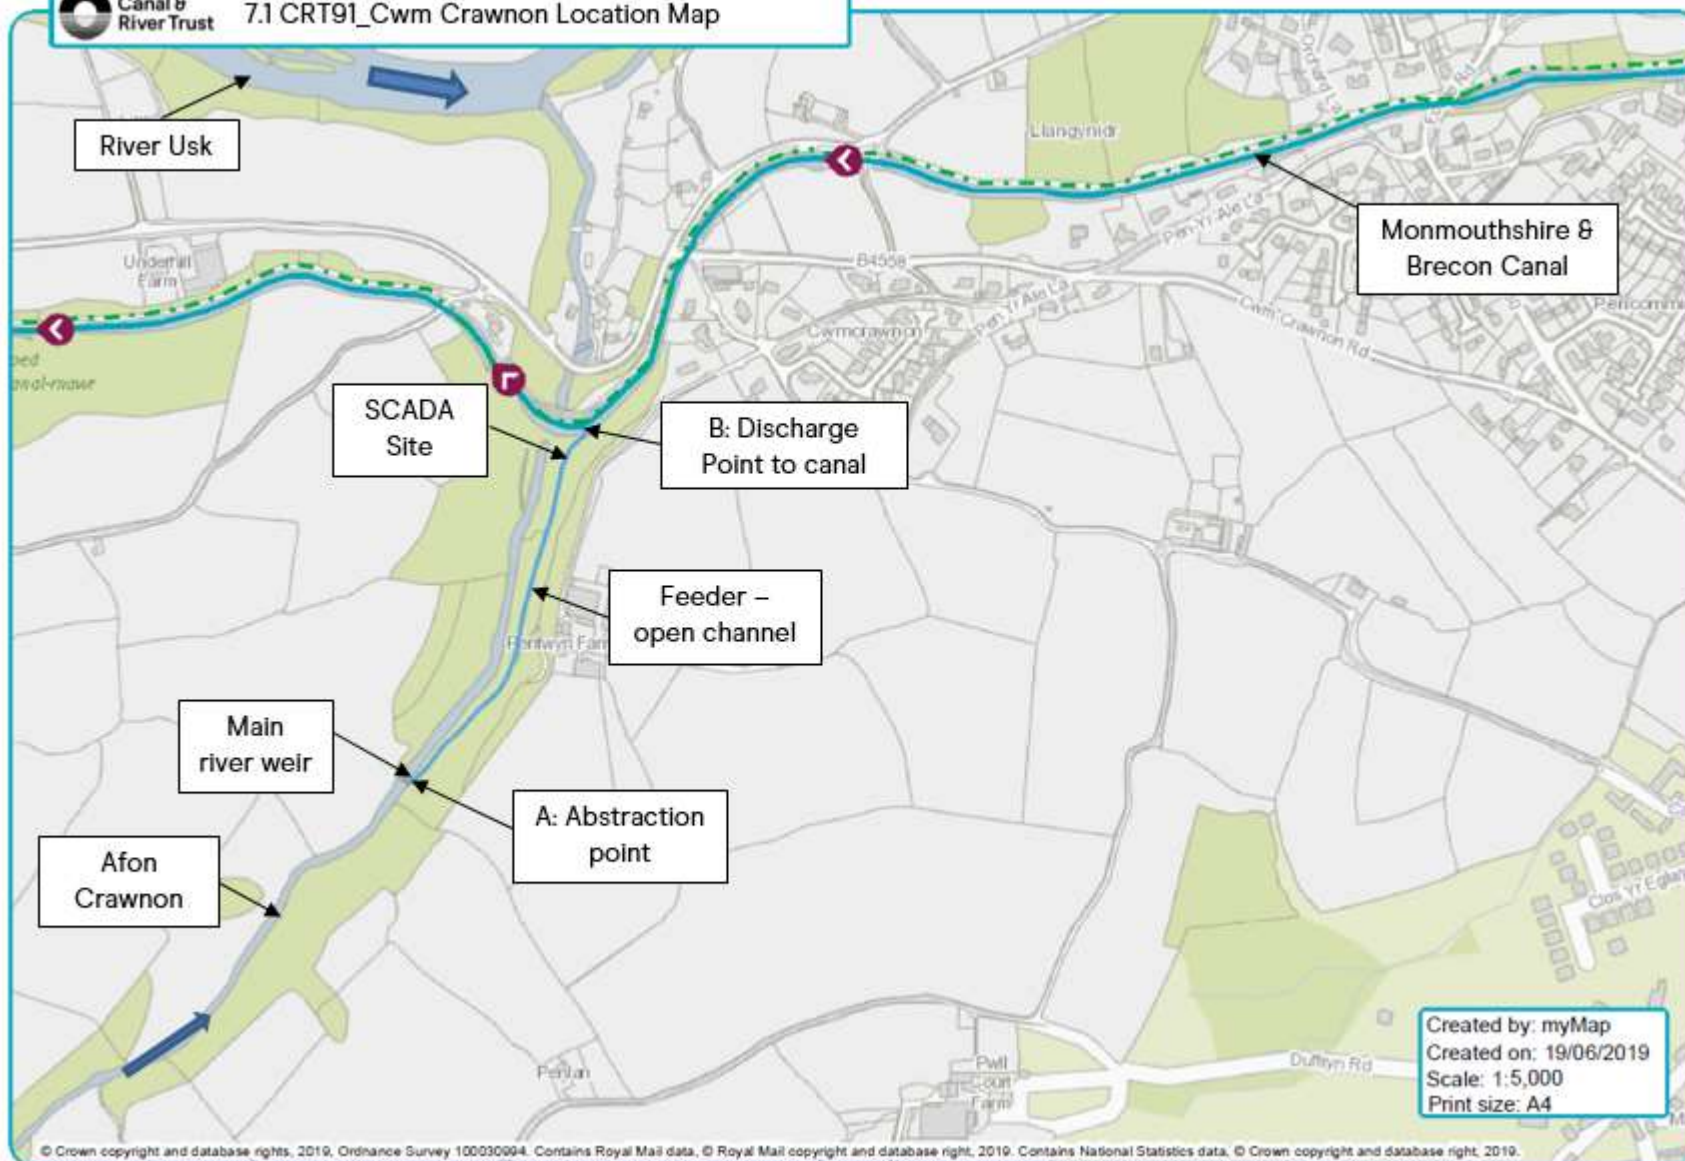 Canal &
River Trust
7.1 CRT91_Cwm Crawnon Location Map
River Usk
Llangynidr
Monmouthshire &
Brecon Canal
Underhill
Farm
B4558
Pen-Yr-Ale La
Pen Yr Ale La
Cwm Crawnon Rd
Cwmcrawnon
SCADA
Site
B: Discharge
Point to canal
Feeder –
open channel
Pentwyn Farm
Main
river weir
A: Abstraction
point
Afon
Crawnon
Penlan
Pwll
Court
Farm
Duffryn Rd
Created by: myMap
Created on: 19/06/2019
Scale: 1:5,000
Print size: A4
© Crown copyright and database rights, 2019, Ordnance Survey 100030994. Contains Royal Mail data, © Royal Mail copyright and database right, 2019. Contains National Statistics data, © Crown copyright and database right, 2019.